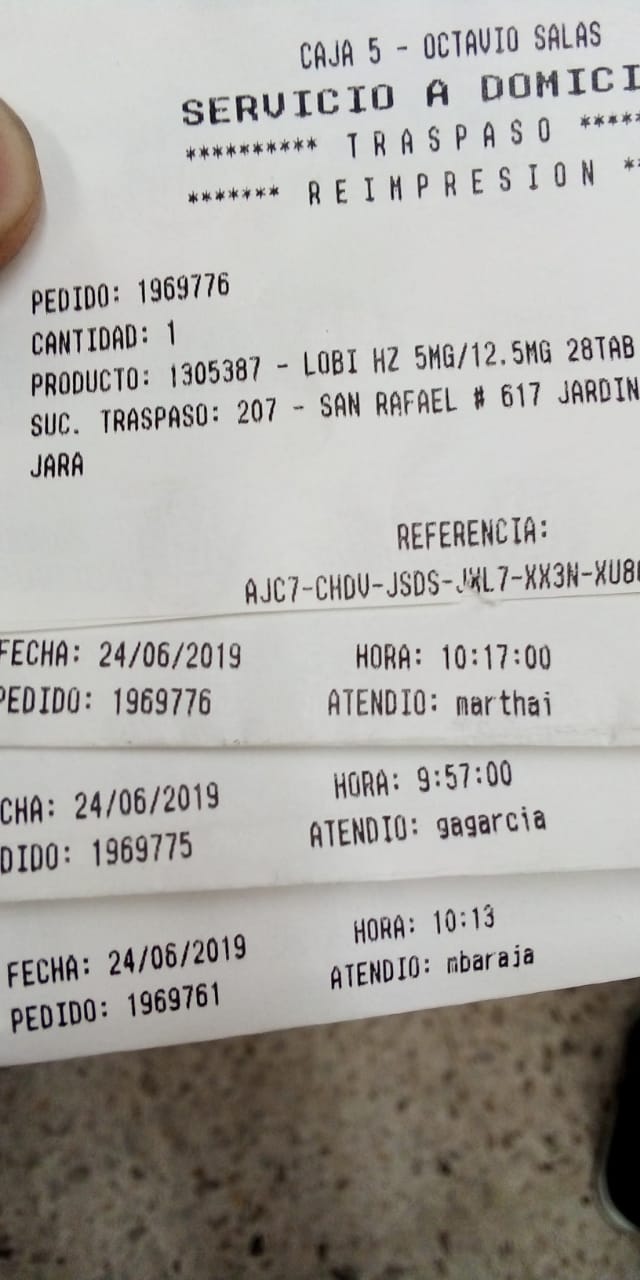 CAJA 5 - OCTAVIO SALAS
SERVICIO A DOMICI
********** T R A S P A S O *****
******* R E I M P R E S I O N **
PEDIDO: 1969776
CANTIDAD: 1
PRODUCTO: 1305387 - LOBI HZ 5MG/12.5MG 28TAB
SUC. TRASPASO: 207 - SAN RAFAEL # 617 JARDIN
JARA
REFERENCIA:
AJC7-CHDV-JSDS-JXL7-XX3N-XU8
FECHA: 24/06/2019 HORA: 10:17:00
PEDIDO: 1969776 ATENDIO: marthai
CHA: 24/06/2019 HORA: 9:57:00
DIDO: 1969775 ATENDIO: gagarcia
FECHA: 24/06/2019 HORA: 10:13
PEDIDO: 1969761 ATENDIO: mbaraja